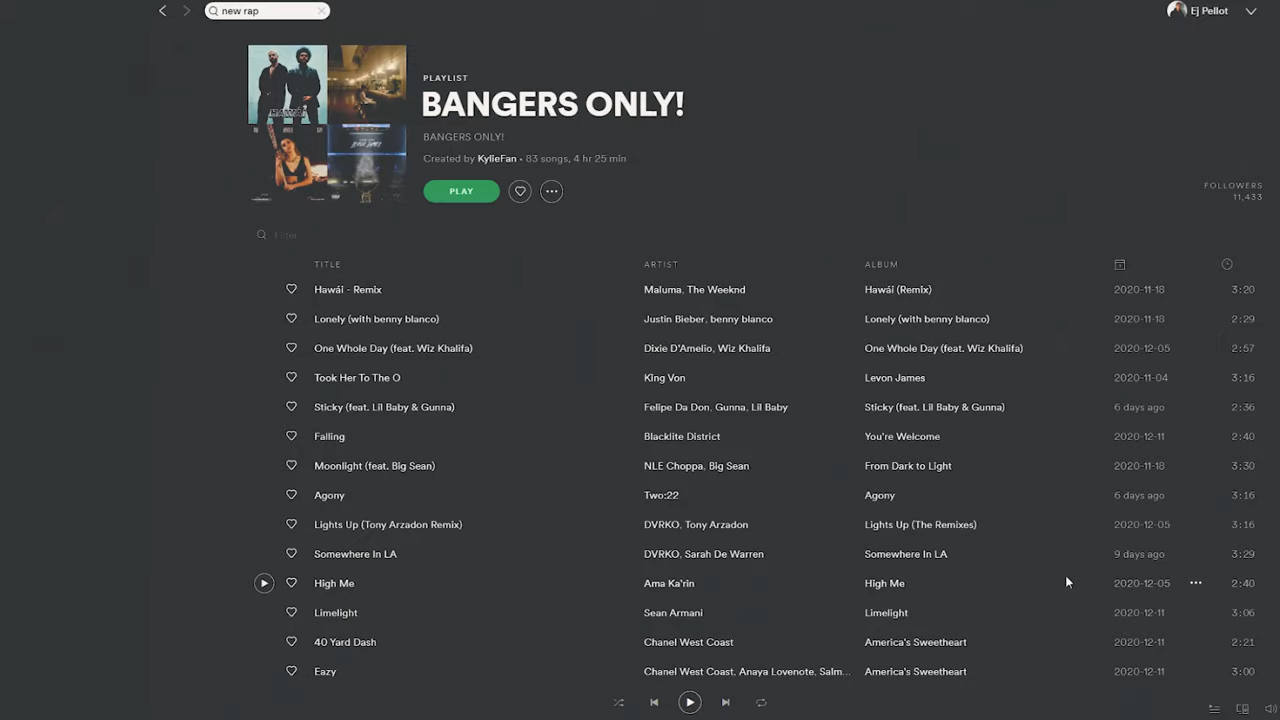 new rap
Ej Pellot
HAWÁI
PLAYLIST
BANGERS ONLY!
BANGERS ONLY!
Created by KylieFan • 83 songs, 4 hr 25 min
PLAY
FOLLOWERS
11,433
Filter
TITLE ARTIST ALBUM
Hawái - Remix Maluma, The Weeknd Hawái (Remix) 2020-11-18 3:20
Lonely (with benny blanco) Justin Bieber, benny blanco Lonely (with benny blanco) 2020-11-18 2:29
One Whole Day (feat. Wiz Khalifa) Dixie D'Amelio, Wiz Khalifa One Whole Day (feat. Wiz Khalifa) 2020-12-05 2:57
Took Her To The O King Von Levon James 2020-11-04 3:16
Sticky (feat. Lil Baby & Gunna) Felipe Da Don, Gunna, Lil Baby Sticky (feat. Lil Baby & Gunna) 6 days ago 2:36
Falling Blacklite District You're Welcome 2020-12-11 2:40
Moonlight (feat. Big Sean) NLE Choppa, Big Sean From Dark to Light 2020-11-18 3:30
Agony Two:22 Agony 6 days ago 3:16
Lights Up (Tony Arzadon Remix) DVRKO, Tony Arzadon Lights Up (The Remixes) 2020-12-05 3:16
Somewhere In LA DVRKO, Sarah De Warren Somewhere In LA 9 days ago 3:29
High Me Ama Ka'rin High Me 2020-12-05 2:40
Limelight Sean Armani Limelight 2020-12-11 3:06
40 Yard Dash Chanel West Coast America's Sweetheart 2020-12-11 2:21
Eazy Chanel West Coast, Anaya Lovenote, Salm... America's Sweetheart 2020-12-11 3:00